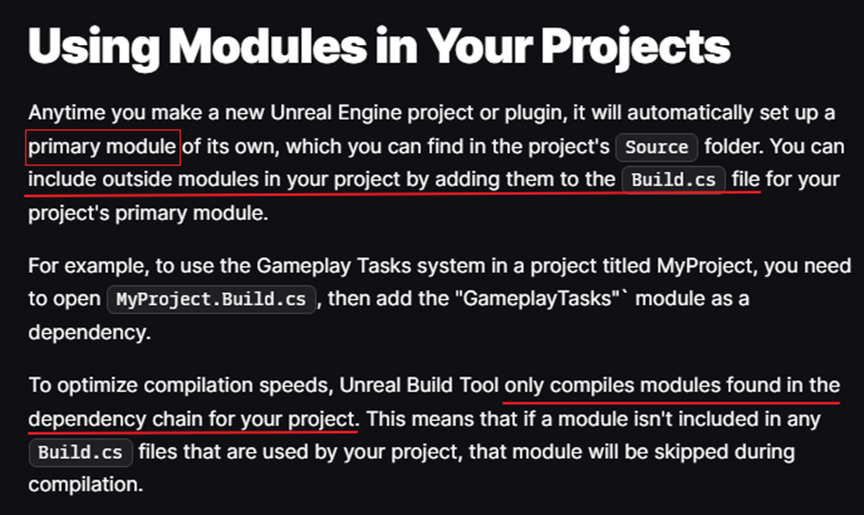 Using Modules in Your Projects
Anytime you make a new Unreal Engine project or plugin, it will automatically set up a
primary module of its own, which you can find in the project's Source folder. You can
include outside modules in your project by adding them to the Build.cs file for your
project's primary module.
For example, to use the Gameplay Tasks system in a project titled MyProject, you need
to open MyProject.Build.cs, then add the "GameplayTasks"` module as a
dependency.
To optimize compilation speeds, Unreal Build Tool only compiles modules found in the
dependency chain for your project. This means that if a module isn't included in any
Build.cs files that are used by your project, that module will be skipped during
compilation.